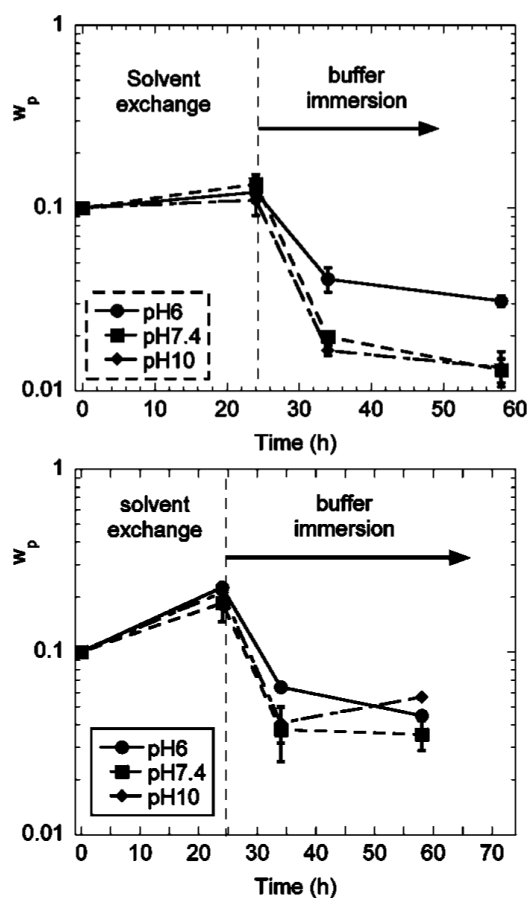 1
Solvent
exchange
buffer
immersion
w_p
0.1
pH6
pH7.4
pH10
0.01
0 10 20 30 40 50 60
Time (h)
1
solvent
exchange
buffer
immersion
w_p
0.1
pH6
pH7.4
pH10
0.01
0 10 20 30 40 50 60 70
Time (h)